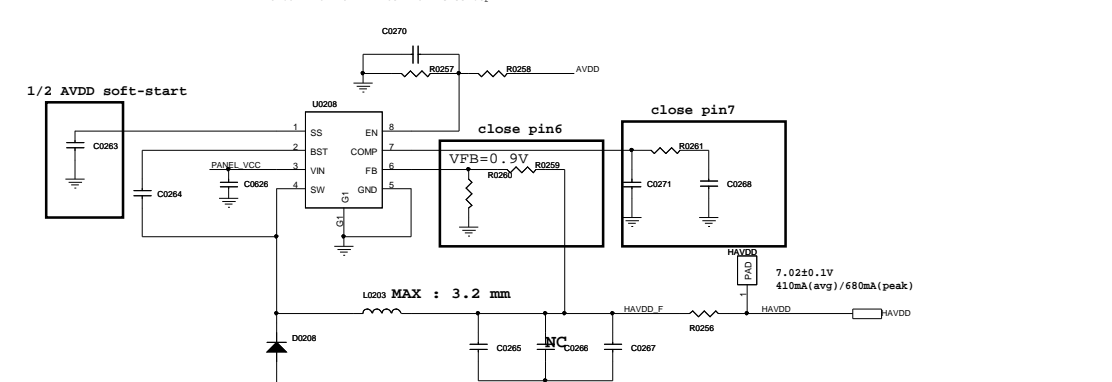 C0270
R0257
R0258
AVDD
1/2 AVDD soft-start
U0208
close pin7
close pin6
C0263
1
SS
EN
8
2
BST
COMP
7
VFB=0.9V
R0259
R0261
PANEL_VCC
3
VIN
FB
6
R0260
C0264
C0626
4
SW
GND
5
C0271
C0268
G1
G1
HAVDD
PAD
1
7.02±0.1V
410mA(avg)/680mA(peak)
L0203
MAX : 3.2 mm
HAVDD_F
R0256
HAVDD
HAVDD
D0208
C0265
NC
C0266
C0267